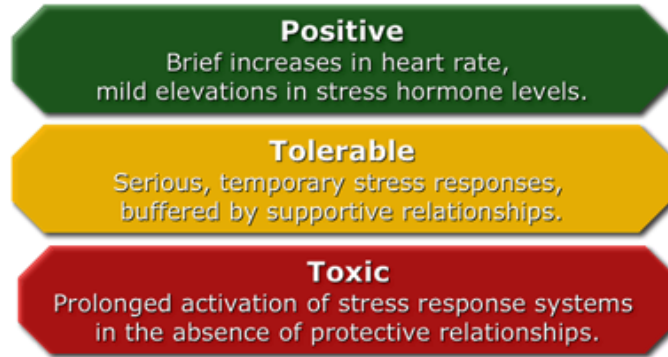 Positive
Brief increases in heart rate,
mild elevations in stress hormone levels.
Tolerable
Serious, temporary stress responses,
buffered by supportive relationships.
Toxic
Prolonged activation of stress response systems
in the absence of protective relationships.